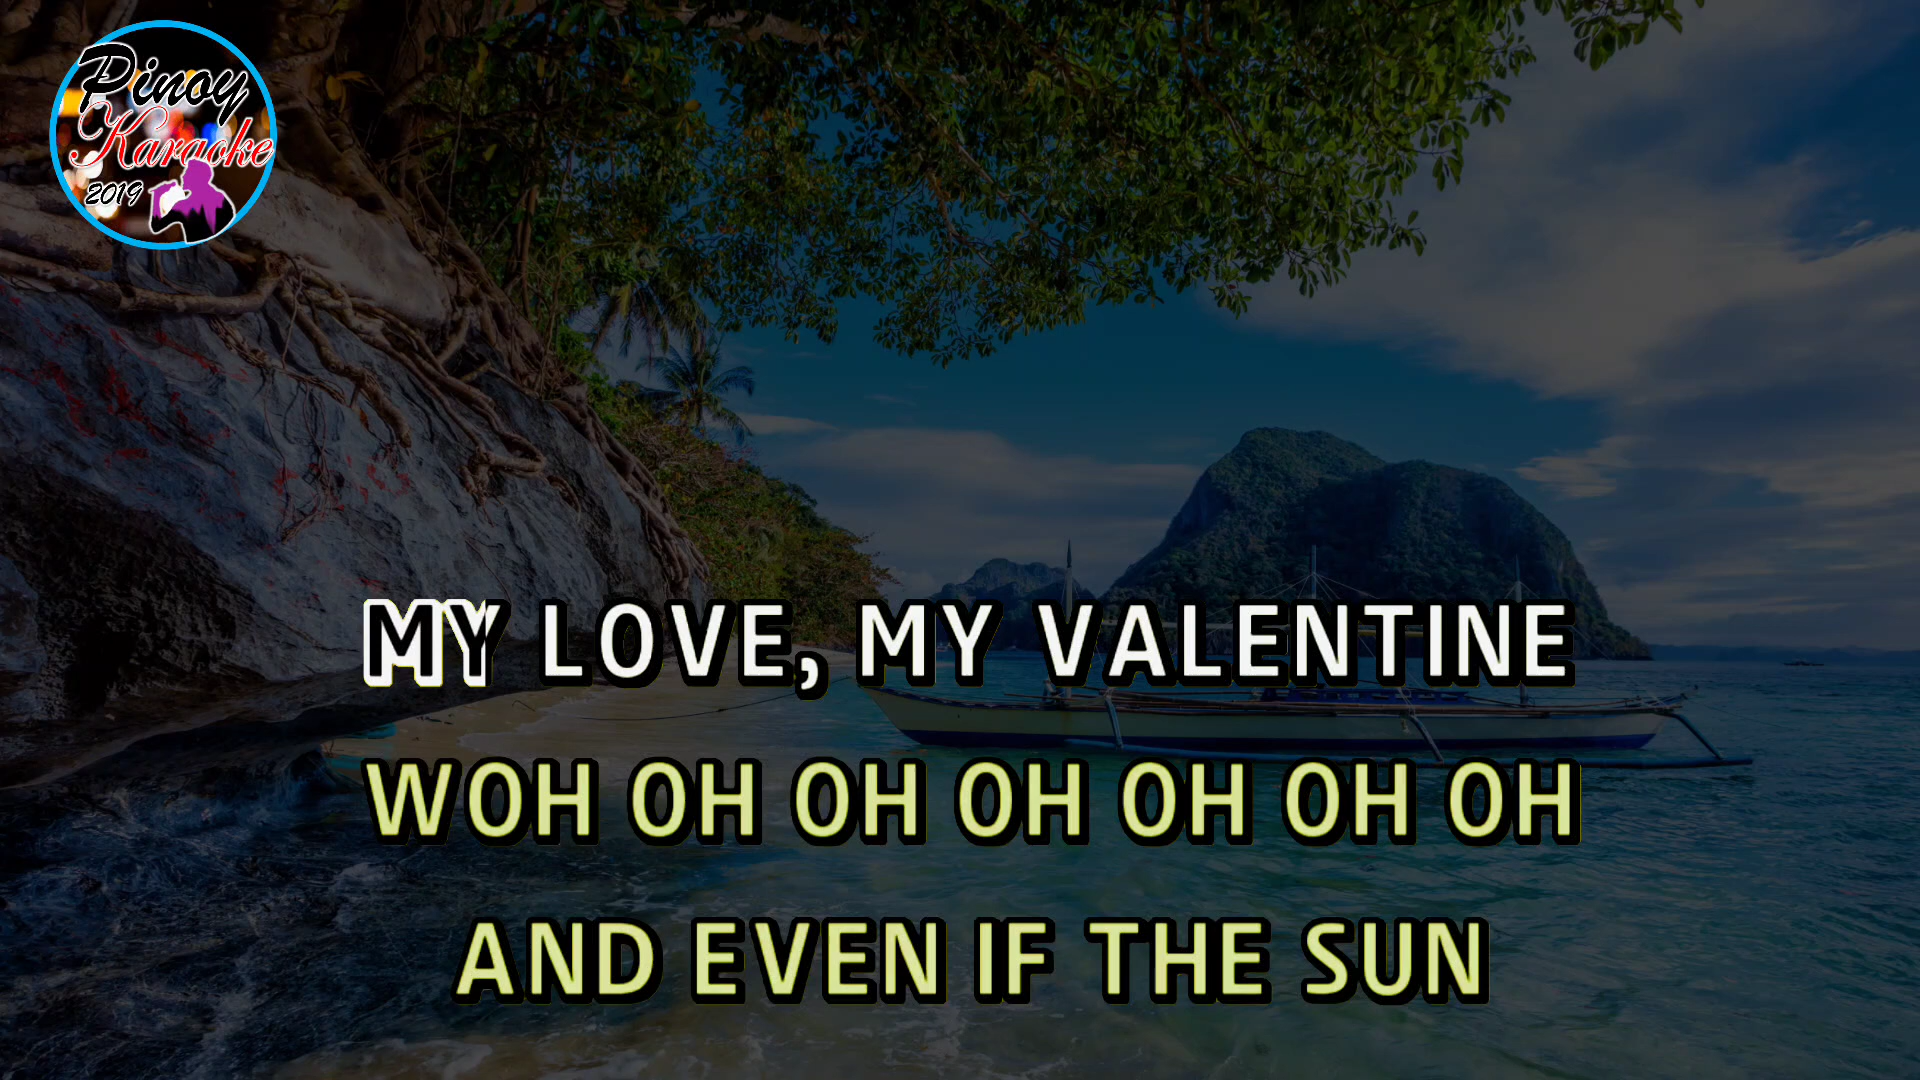 Pinoy
Karaoke
2019
MY LOVE, MY VALENTINE
WOH OH OH OH OH OH OH
AND EVEN IF THE SUN